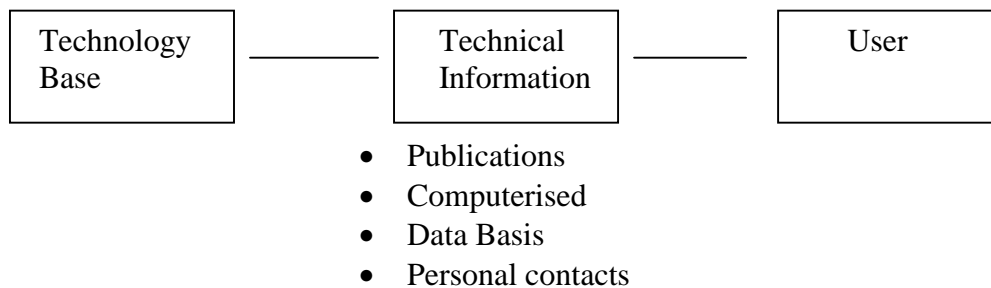 Technology
Base
Technical
Information
User
• Publications
• Computerised
• Data Basis
• Personal contacts